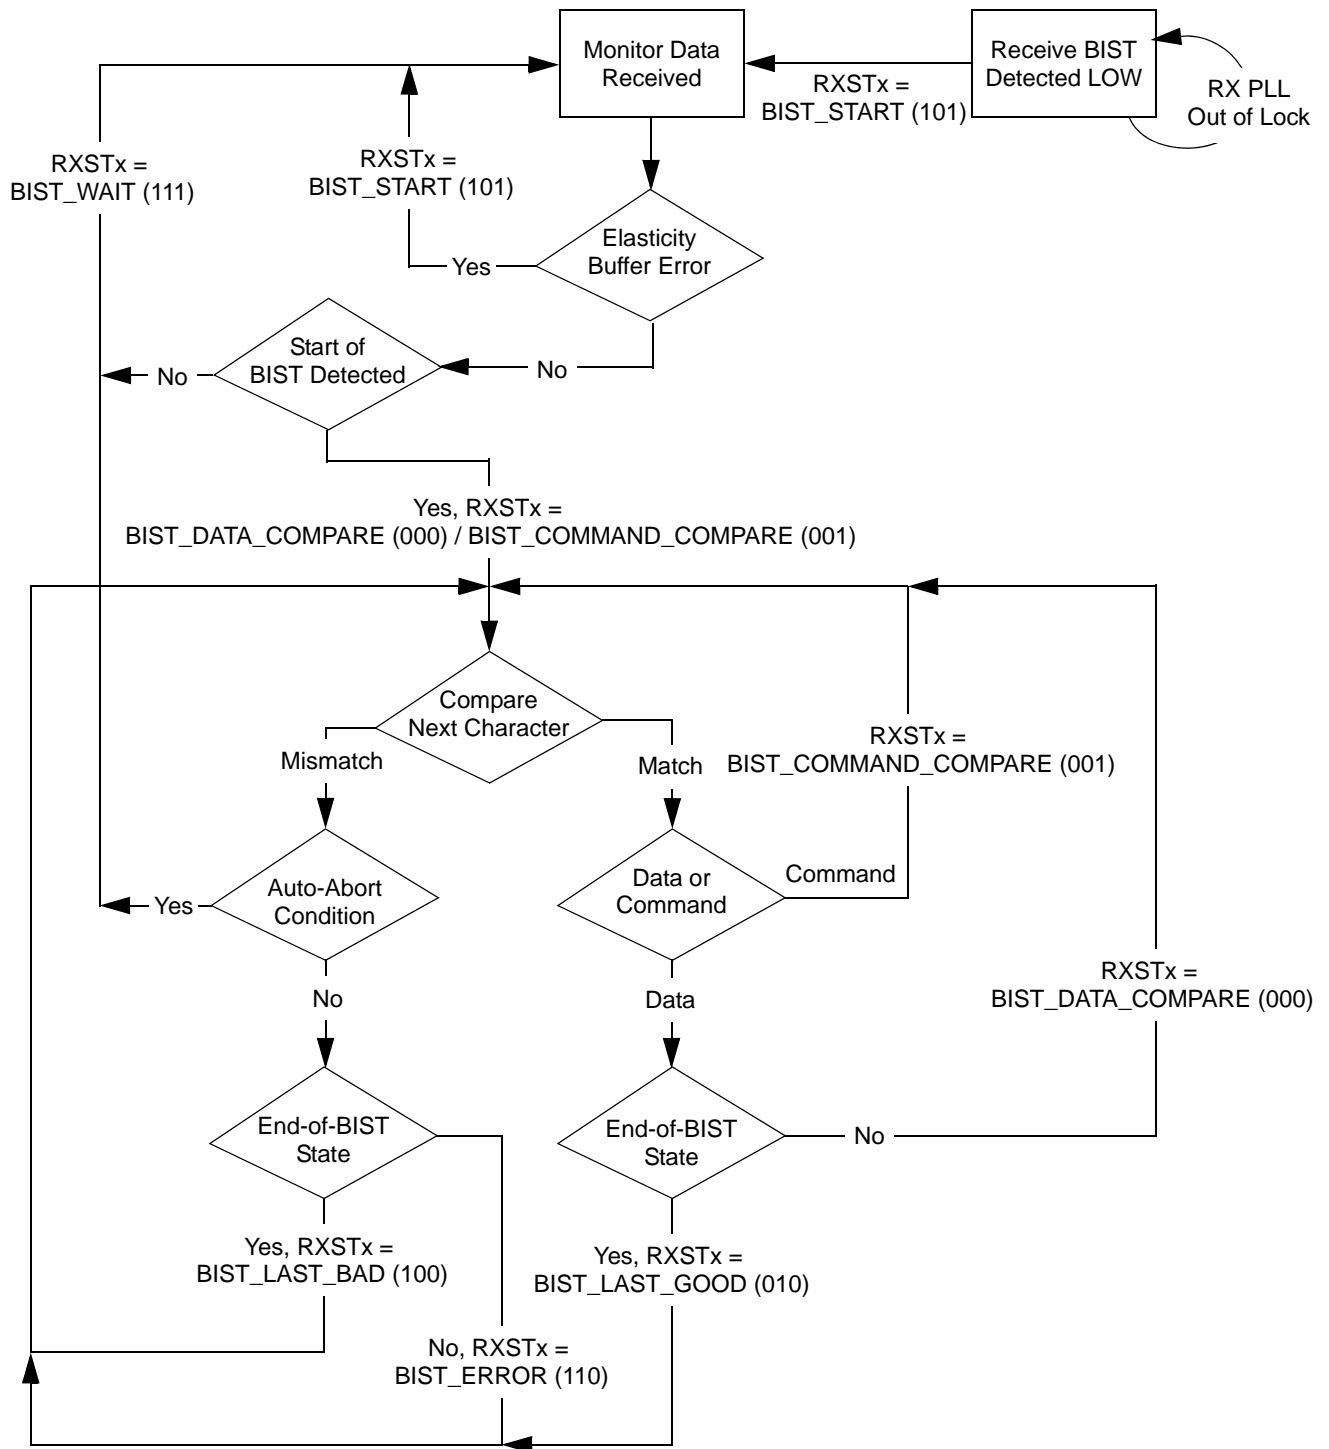 Monitor Data
Received
Receive BIST
Detected LOW
RX PLL
Out of Lock
RXSTx =
BIST_START (101)
RXSTx =
BIST_WAIT (111)
RXSTx =
BIST_START (101)
Elasticity
Buffer Error
Yes
Start of
BIST Detected
No
No
Yes, RXSTx =
BIST_DATA_COMPARE (000) / BIST_COMMAND_COMPARE (001)
Compare
Next Character
Mismatch
Match
RXSTx =
BIST_COMMAND_COMPARE (001)
Auto-Abort
Condition
Yes
Data or
Command
Command
No
Data
RXSTx =
BIST_DATA_COMPARE (000)
End-of-BIST
State
End-of-BIST
State
No
Yes, RXSTx =
BIST_LAST_BAD (100)
Yes, RXSTx =
BIST_LAST_GOOD (010)
No, RXSTx =
BIST_ERROR (110)